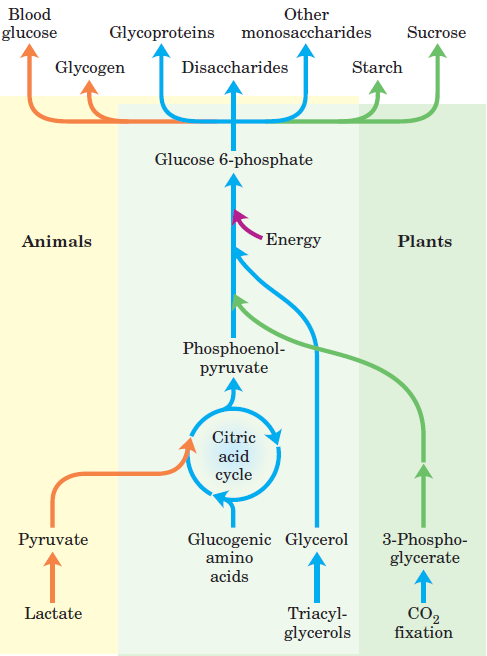 Blood
glucose
Glycoproteins
Other
monosaccharides
Sucrose
Glycogen
Disaccharides
Starch
Glucose 6-phosphate
Animals
Energy
Plants
Phosphoenol-
pyruvate
Citric
acid
cycle
Pyruvate
Glucogenic
amino
acids
Glycerol
3-Phospho-
glycerate
Lactate
Triacyl-
glycerols
CO₂
fixation